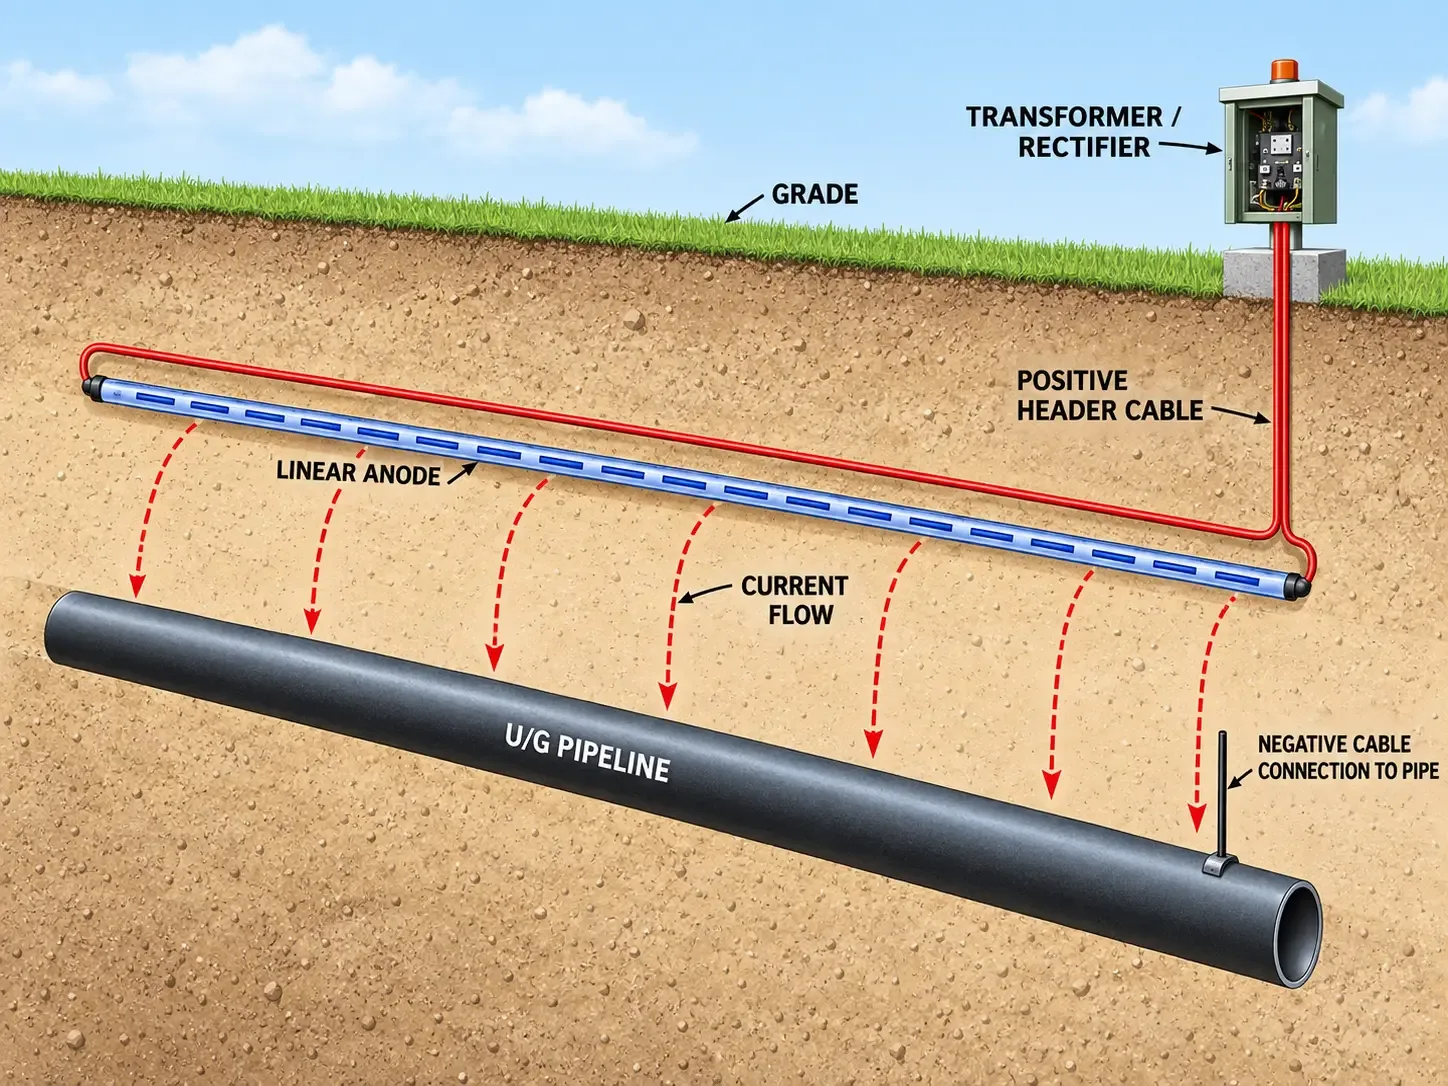 TRANSFORMER /
RECTIFIER
GRADE
POSITIVE
HEADER CABLE
LINEAR ANODE
CURRENT
FLOW
U/G PIPELINE
NEGATIVE CABLE
CONNECTION TO PIPE